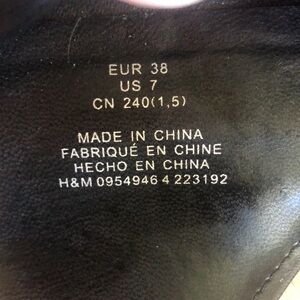 EUR 38
US 7
CN 240(1,5)
MADE IN CHINA
FABRIQUÉ EN CHINE
HECHO EN CHINA
H&M 0954946 4 223192